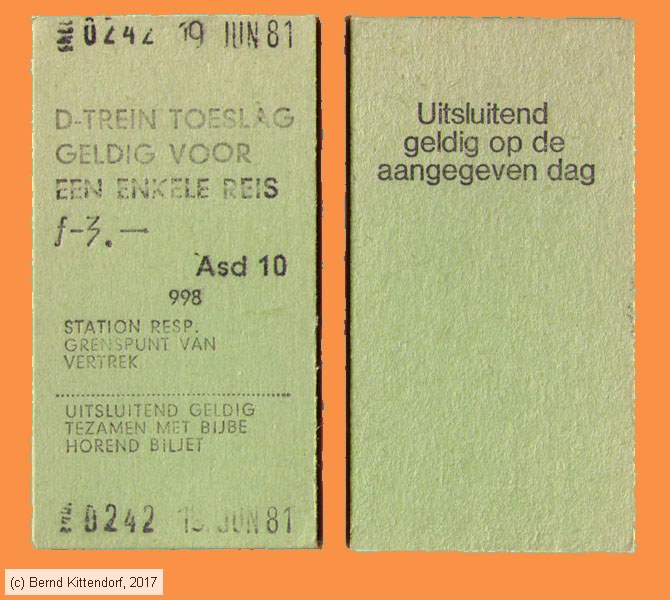 0242 19 JUN 81
D-TREIN TOESLAG
GELDIG VOOR
EEN ENKELE REIS
f-3.—
Asd 10
998
STATION RESP.
GRENSPUNT VAN
VERTREK
UITSLUITEND GELDIG
TEZAMEN MET BIJBE
HOREND BILJET
0242 JUN 81
Uitsluitend
geldig op de
aangegeven dag
(c) Bernd Kittendorf, 2017